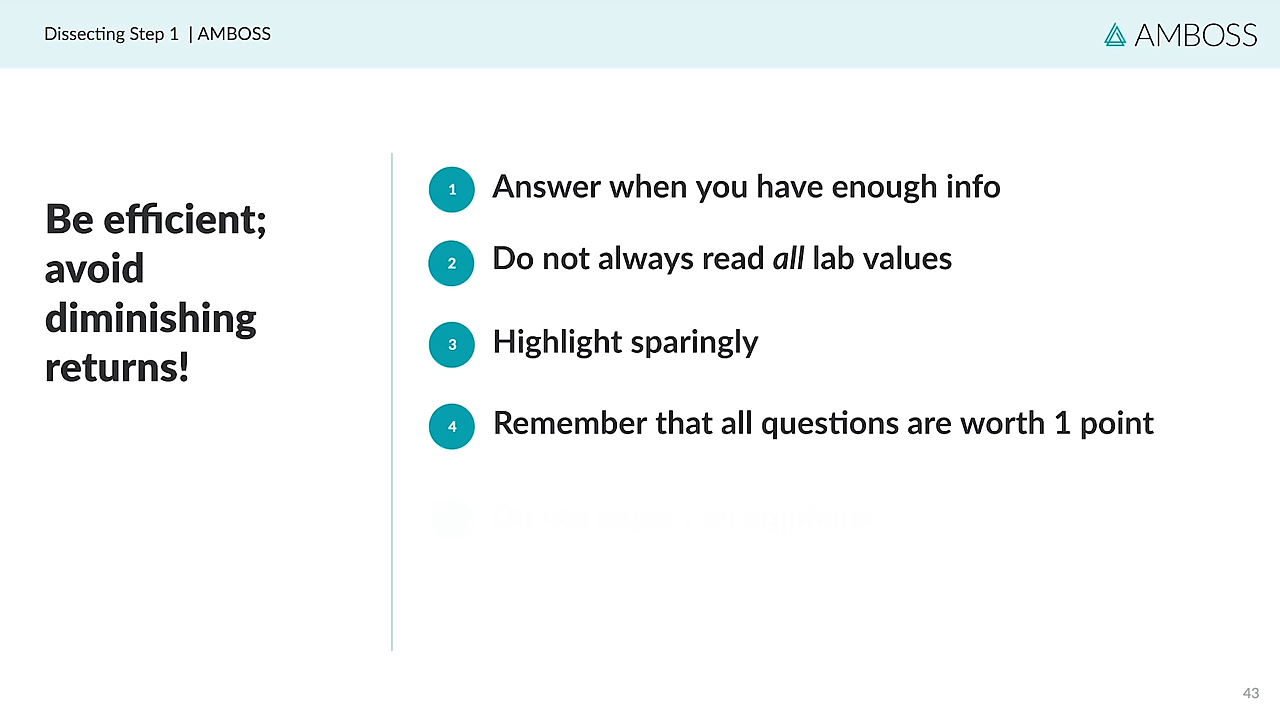 Dissecting Step 1 | AMBOSS
AMBOSS
Be efficient;
avoid
diminishing
returns!
1 Answer when you have enough info
2 Do not always read all lab values
3 Highlight sparingly
4 Remember that all questions are worth 1 point
43